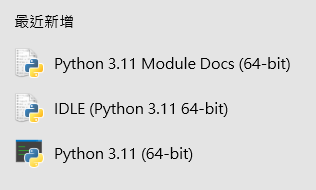 最近新增
Python 3.11 Module Docs (64-bit)
IDLE (Python 3.11 64-bit)
Python 3.11 (64-bit)